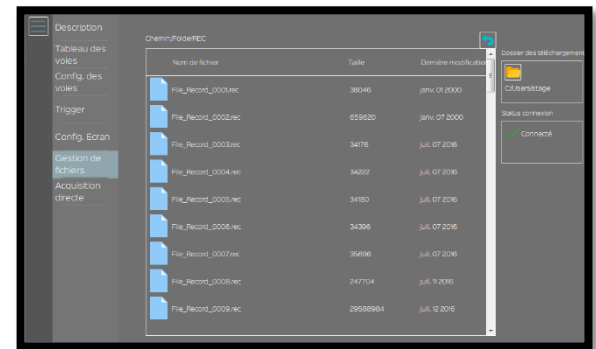 Description
Tableau des
voies
Config. des
voies
Trigger
Config. Ecran
Gestion de
fichiers
Acquisition
directe
Chemin:/FolderREC
Nom de fichier Taille Dernière modification
File_Record_0001.rec 38046 janv. 01 2000
File_Record_0002.rec 659620 janv. 07 2000
File_Record_0003.rec 34178 juil. 07 2016
File_Record_0004.rec 34222 juil. 07 2016
File_Record_0005.rec 34180 juil. 07 2016
File_Record_0006.rec 34396 juil. 07 2016
File_Record_0007.rec 35896 juil. 07 2016
File_Record_0008.rec 247704 juil. 11 2016
File_Record_0009.rec 29588984 juil. 12 2016
Dossier des téléchargement
C:/Users/stage
Status connexion
Connecté